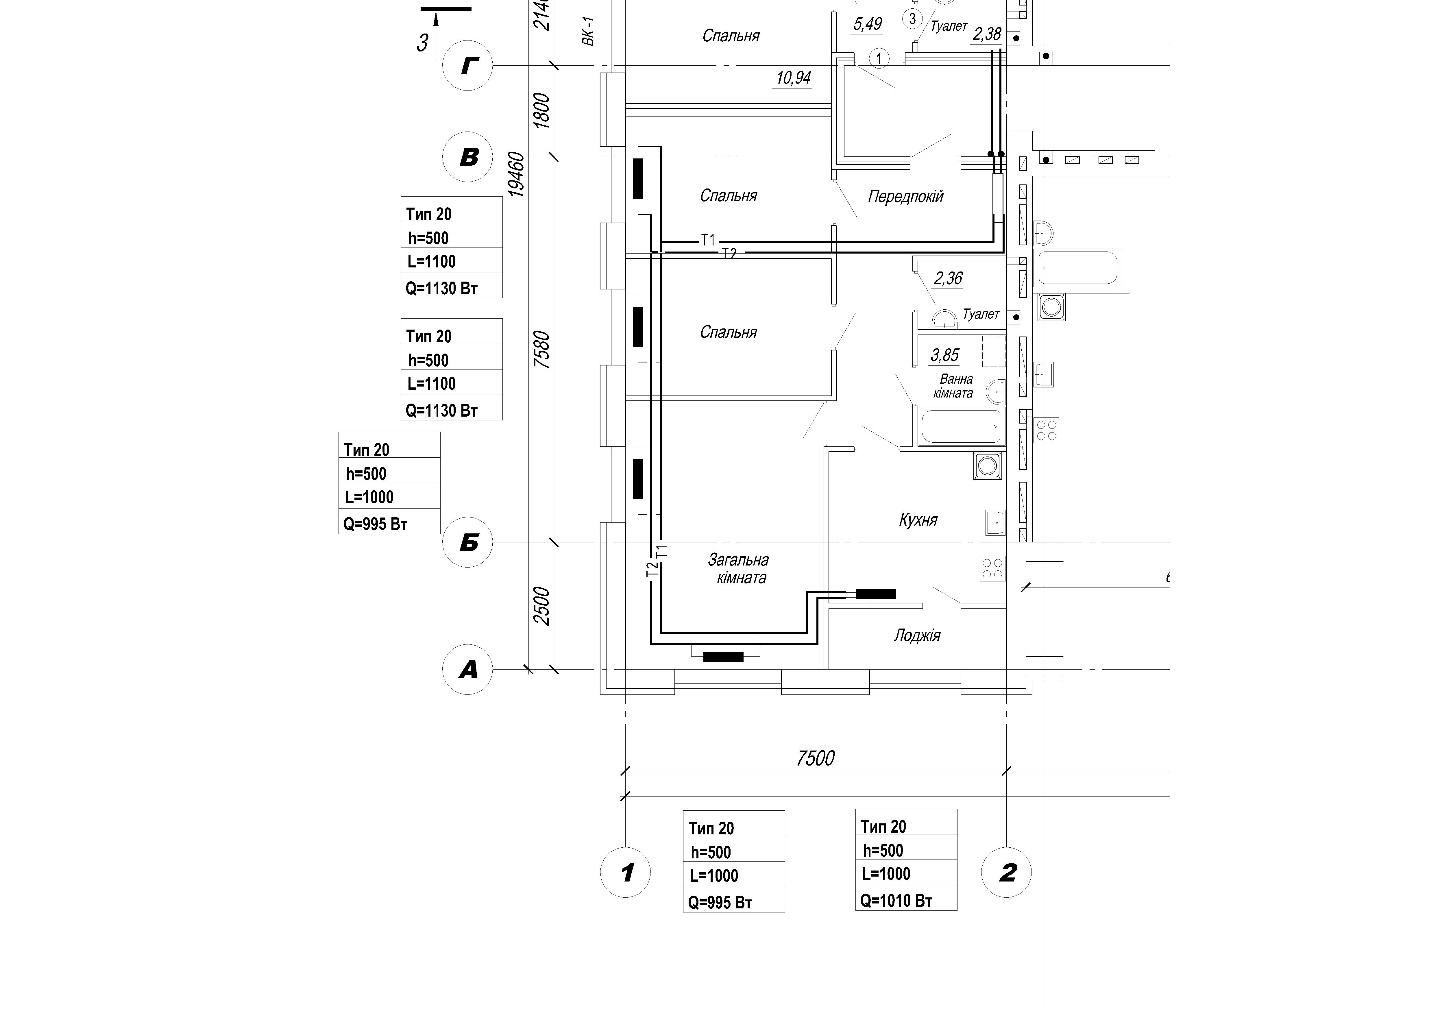 2140
3
ВК-1
Спальня
5,49
3
Туалет
2,38
1
Г
10,94
1800
В
19460
Спальня
Передпокій
Тип 20
h=500
L=1100
Q=1130 Вт
Т1
Т2
2,36
Туалет
Тип 20
h=500
L=1100
Q=1130 Вт
7580
Спальня
3,85
Ванна
кімната
Тип 20
h=500
L=1000
Q=995 Вт
Б
Кухня
Загальна
кімната
Т2
Т1
2500
Лоджія
А
7500
Тип 20
h=500
L=1000
Q=995 Вт
Тип 20
h=500
L=1000
Q=1010 Вт
1
2